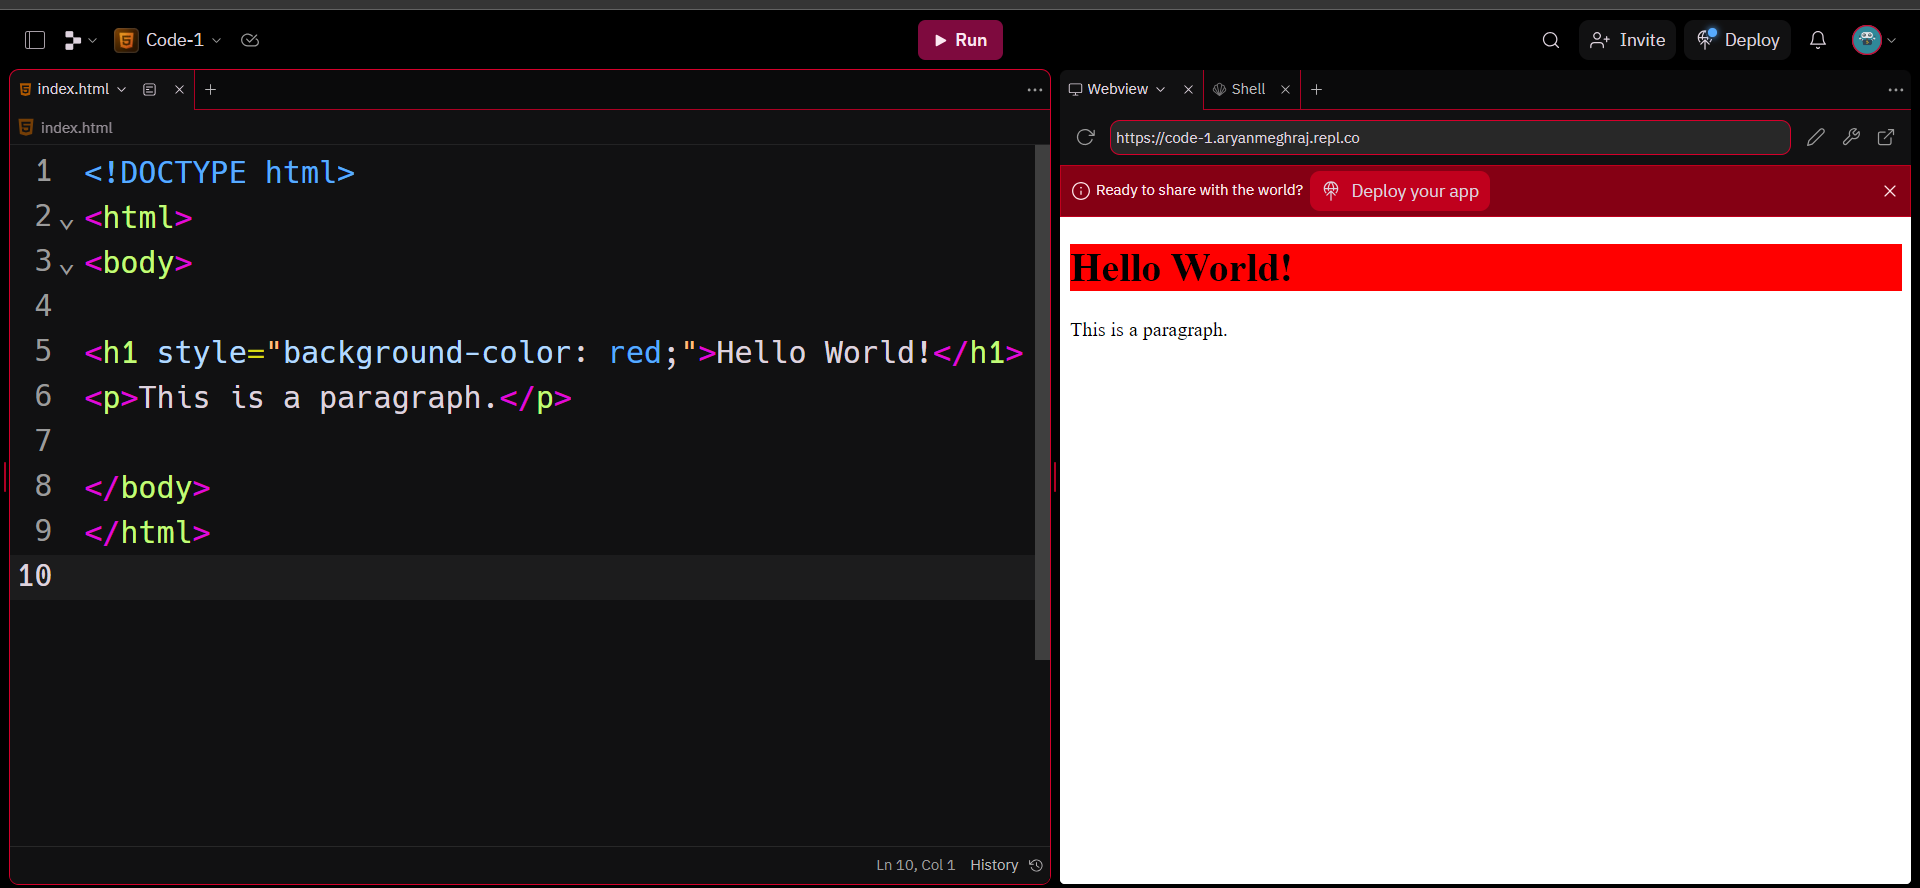 Code-1
Run
Invite
Deploy
index.html
Webview
Shell
index.html
https://code-1.aryanmeghraj.repl.co
Ready to share with the world?
Deploy your app
1 <!DOCTYPE html>
2 <html>
3 <body>
4
5 <h1 style="background-color: red;">Hello World!</h1>
6 <p>This is a paragraph.</p>
7
8 </body>
9 </html>
10
Hello World!
This is a paragraph.
Ln 10, Col 1 History